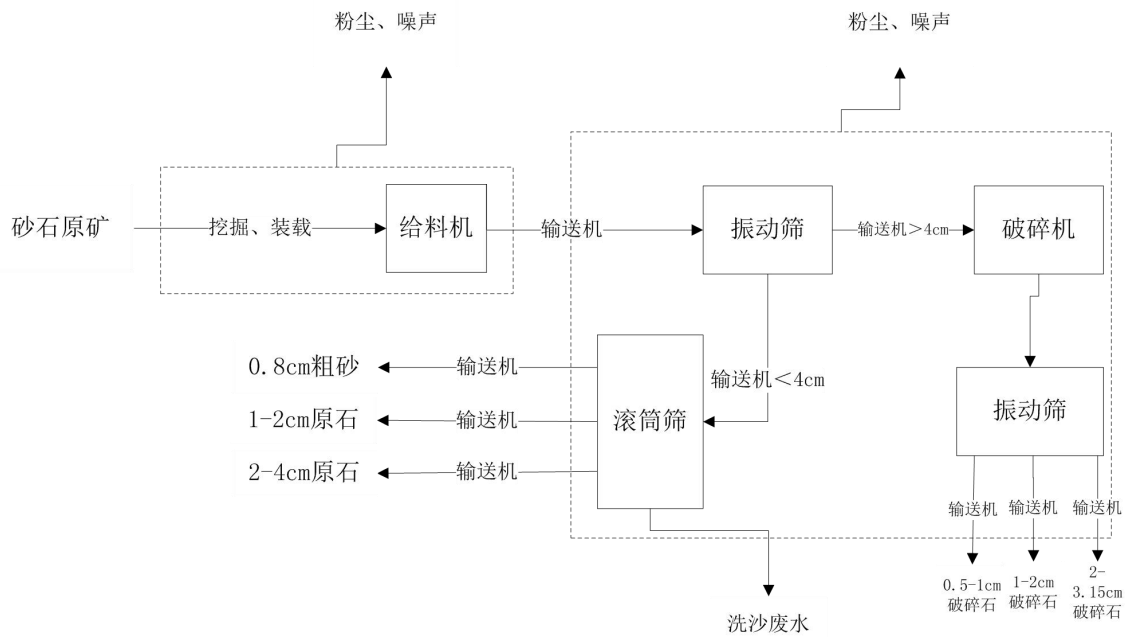 粉尘、噪声
粉尘、噪声
砂石原矿
挖掘、装载
给料机
输送机
振动筛
输送机>4cm
破碎机
0.8cm粗砂
输送机
1-2cm原石
输送机
2-4cm原石
输送机
滚筒筛
输送机<4cm
振动筛
输送机
输送机
输送机
0.5-1cm
破碎石
1-2cm
破碎石
2-
3.15cm
破碎石
洗沙废水